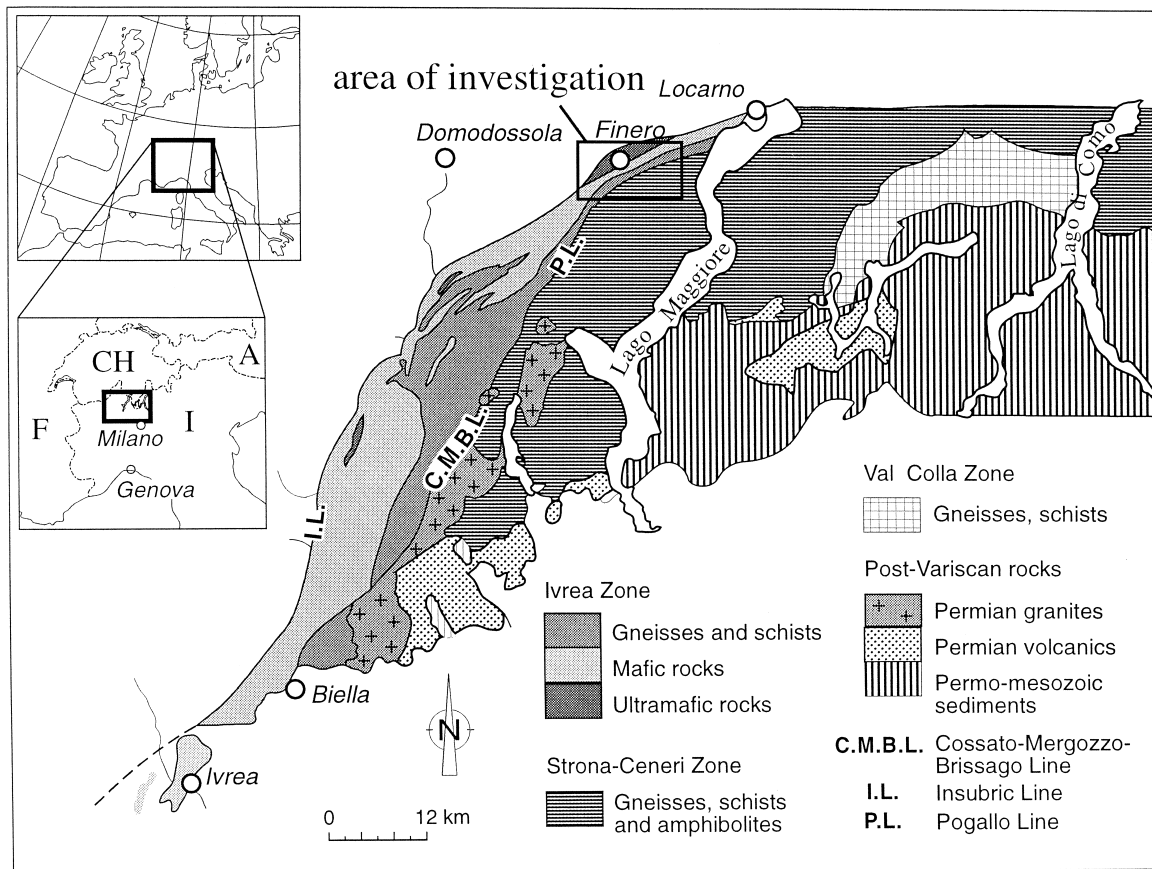 area of investigation
Locarno
Domodossola
Finero
Lago di Como
P.L.
Lago Maggiore
CH
A
F
I
Milano
Genova
C.M.B.L.
I.L.
Val Colla Zone
Gneisses, schists
Post-Variscan rocks
Permian granites
Permian volcanics
Permo-mesozoic
sediments
Ivrea Zone
Gneisses and schists
Mafic rocks
Ultramafic rocks
Biella
N
Ivrea
0 12 km
Strona-Ceneri Zone
Gneisses, schists
and amphibolites
C.M.B.L. Cossato-Mergozzo-
Brissago Line
I.L. Insubric Line
P.L. Pogallo Line